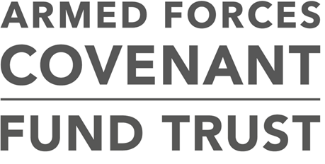 ARMED FORCES
COVENANT
FUND TRUST